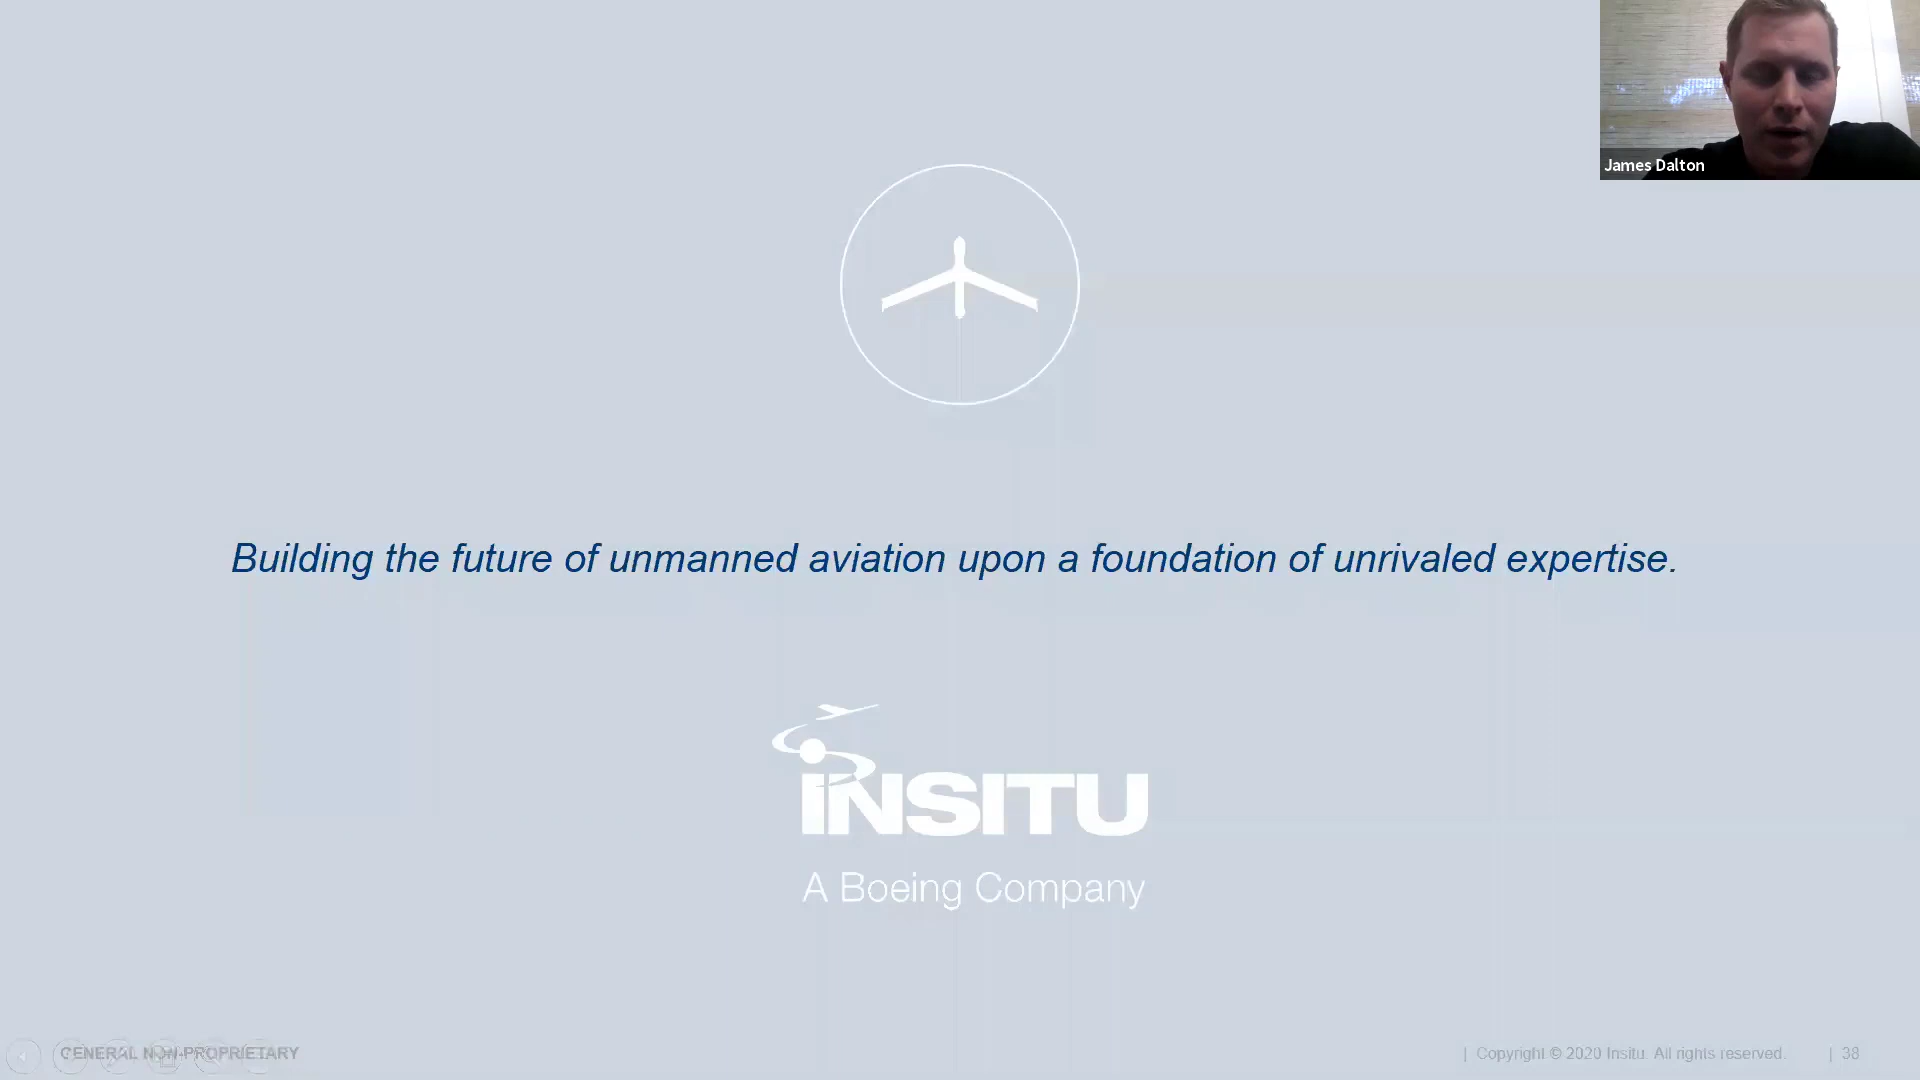 James Dalton
Building the future of unmanned aviation upon a foundation of unrivaled expertise.
INSITU
A Boeing Company
GENERAL NON-PROPRIETARY
| Copyright © 2020 Insitu. All rights reserved. | 38